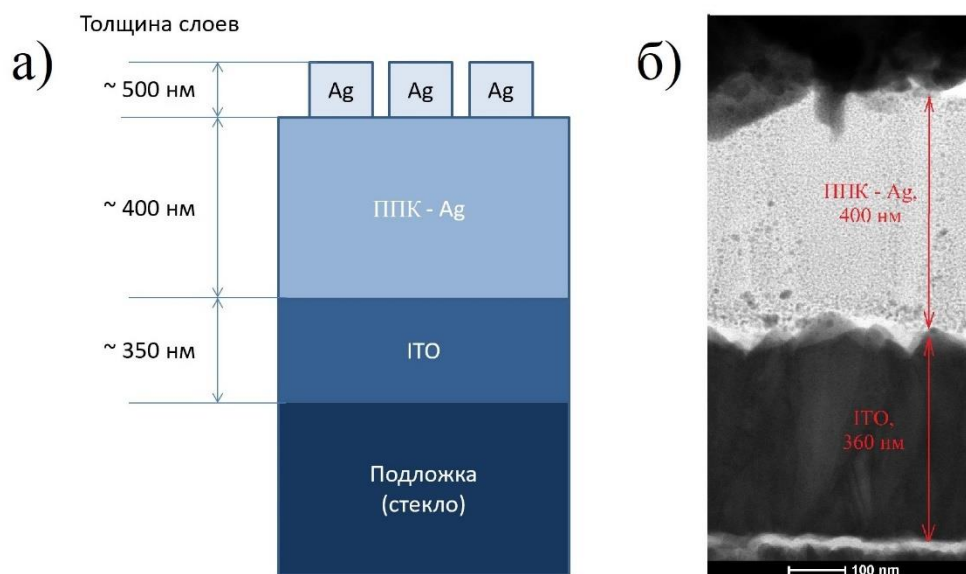 Толщина слоев
а)
~ 500 нм
Ag Ag Ag
~ 400 нм
ППК - Ag
~ 350 нм
ITO
Подложка
(стекло)
б)
ППК - Ag,
400 нм
ITO,
360 нм
100 nm